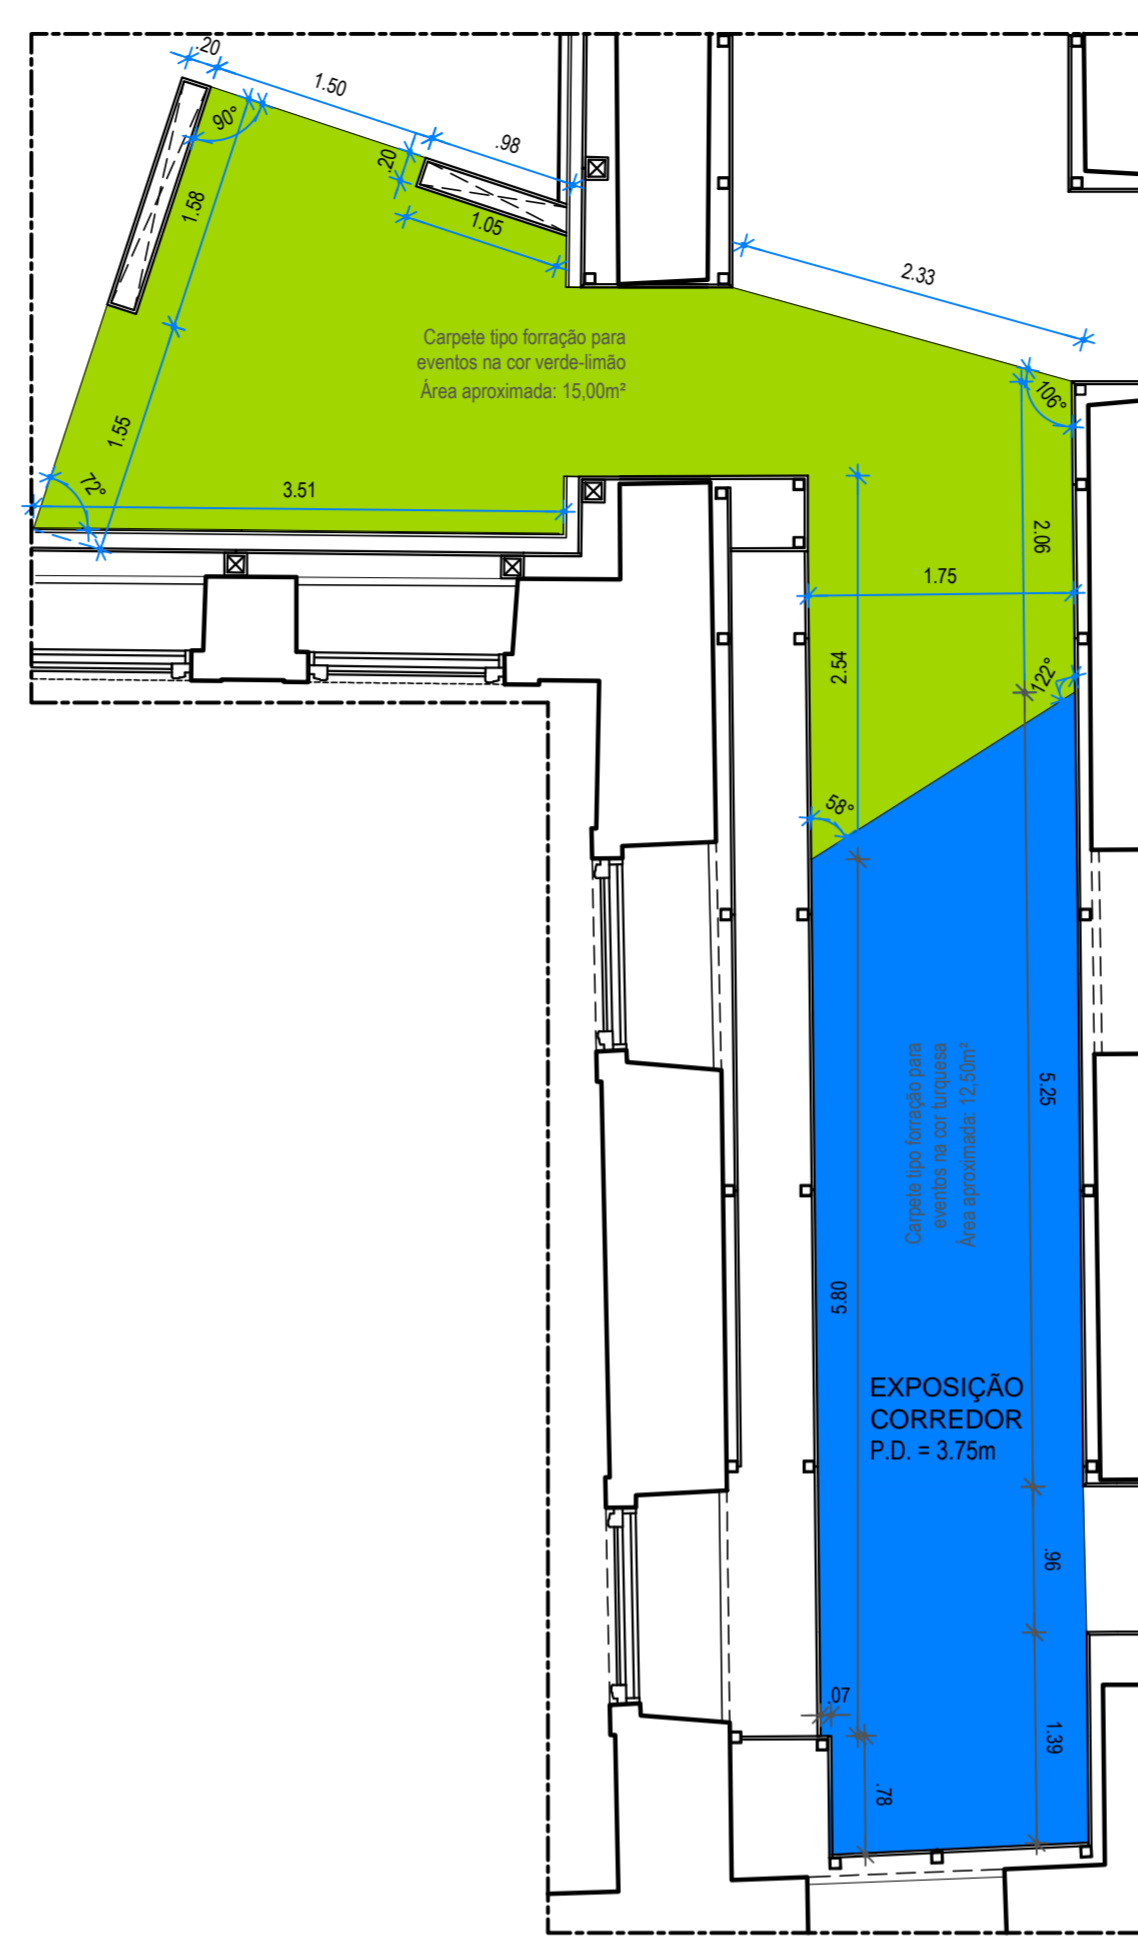 .20
1.50
.98
90°
.20
1.58
1.05
2.33
Carpete tipo forração para
eventos na cor verde-limão
Área aproximada: 15,00m²
106°
1.55
72°
3.51
2.06
1.75
2.54
122°
58°
Carpete tipo forração para
eventos na cor turquesa
Área aproximada: 12,50m²
5.25
5.80
EXPOSIÇÃO
CORREDOR
P.D. = 3.75m
.96
.07
1.39
.78